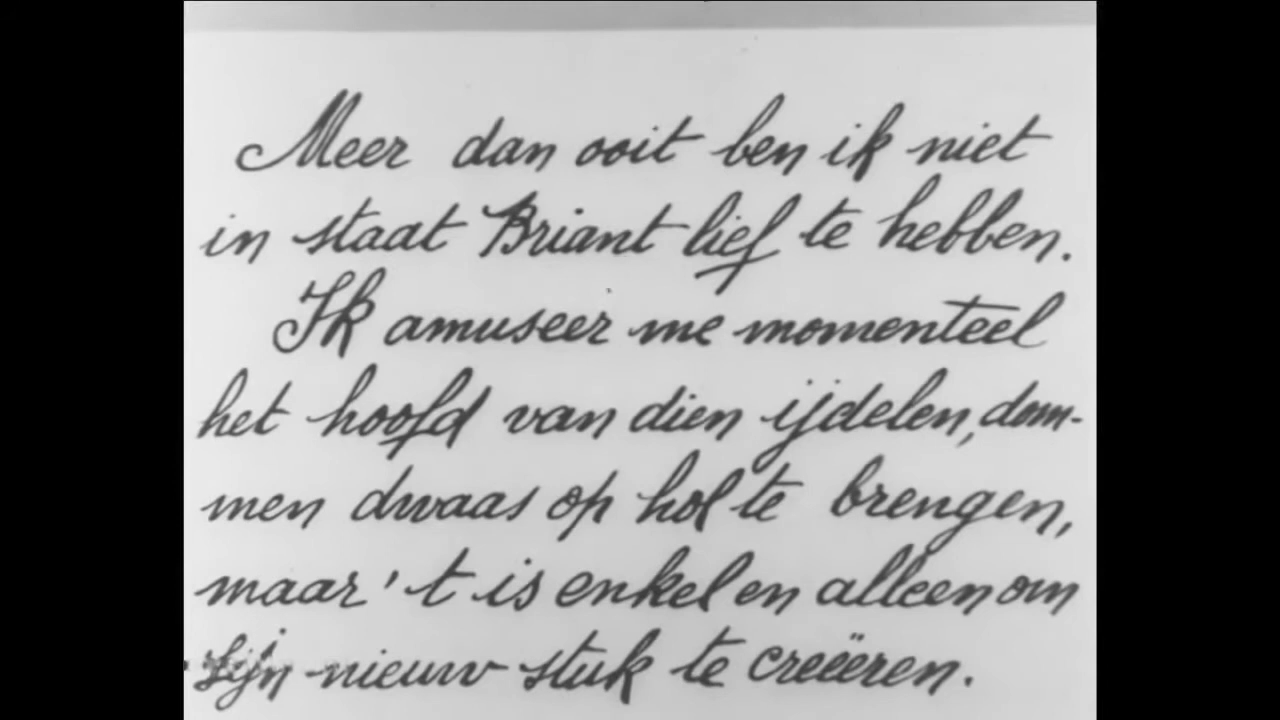 Meer dan ooit ben ik niet
in staat Briant lief te hebben.
Ik amuseer me momenteel
het hoofd van dien ijdelen, dom-
men dwaas op hol te brengen,
maar 't is enkel en alleen om
zijn nieuw stuk te creëeren.